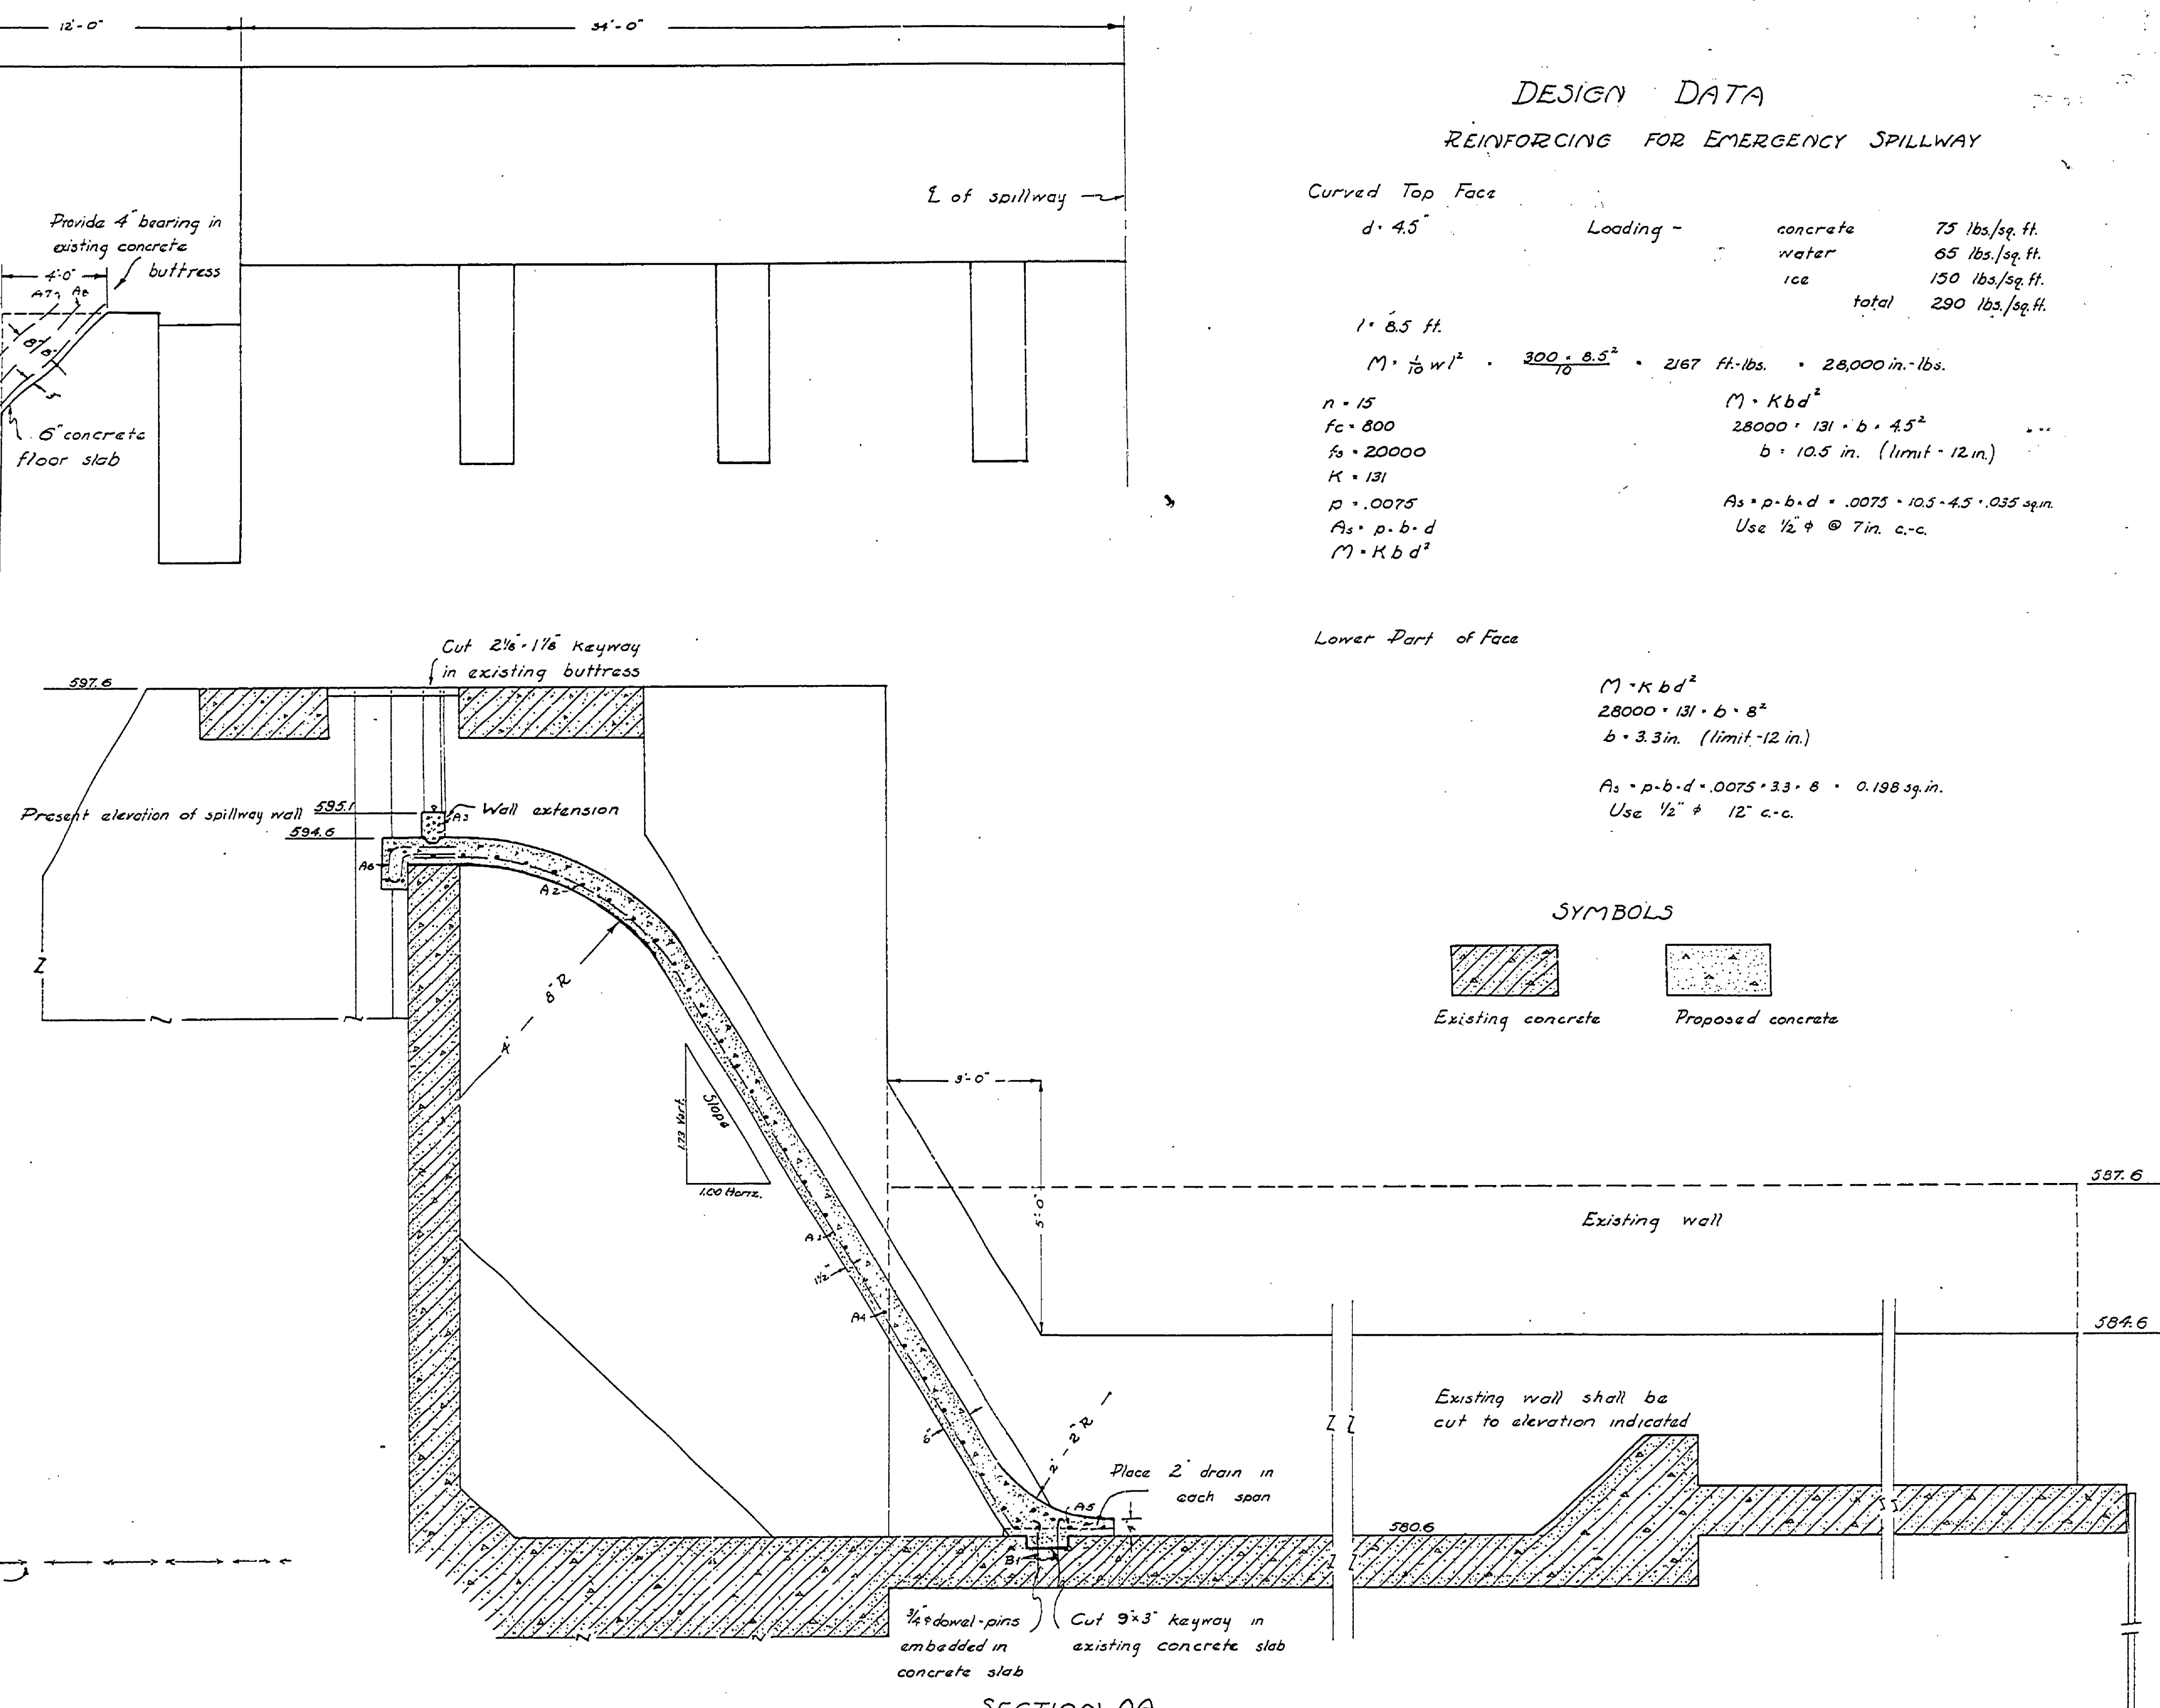 12'-0"
34'-0"
DESIGN DATA
REINFORCING FOR EMERGENCY SPILLWAY
Curved Top Face
d = 4.5"
Loading - concrete 75 lbs./sq. ft.
water 65 lbs./sq. ft.
ice 150 lbs./sq. ft.
total 290 lbs./sq. ft.
l = 8.5 ft.
M = 1/10 wl² = 300 × 8.5² / 10 = 2167 ft.-lbs. = 28,000 in.-lbs.
n = 15
fc = 800
fs = 20000
K = 131
p = .0075
As = p·b·d
M = Kbd²
M = Kbd²
28000 = 131 × b × 4.5²
b = 10.5 in. (limit - 12 in.)
As = p·b·d = .0075 × 10.5 × 4.5 = .035 sq.in.
Use 1/2" ϕ @ 7 in. c.-c.
℄ of spillway
Provide 4" bearing in
existing concrete
buttress
4'-0"
A7 A8
8" 8"
5"
6" concrete
floor slab
Lower Part of Face
M = Kbd²
28000 = 131 × b × 8²
b = 3.3 in. (limit - 12 in.)
As = p·b·d = .0075 × 3.3 × 8 = 0.198 sq.in.
Use 1/2" ϕ 12" c.-c.
SYMBOLS
Existing concrete
Proposed concrete
Cut 2⅛" × 1⅞" keyway
in existing buttress
597.6
Present elevation of spillway wall 595.1
594.6
Wall extension
A3
A6
A2
8" R
1.73 Vert.
Slope
1.00 Horiz.
3'-0"
5'-0"
587.6
Existing wall
584.6
A1
1½"
A4
6"
2'-2" R
Existing wall shall be
cut to elevation indicated
Place 2" drain in
each span
A5
580.6
B1
3/4" ϕ dowel-pins
embedded in
concrete slab
Cut 9" × 3" keyway in
existing concrete slab
SECTION AA